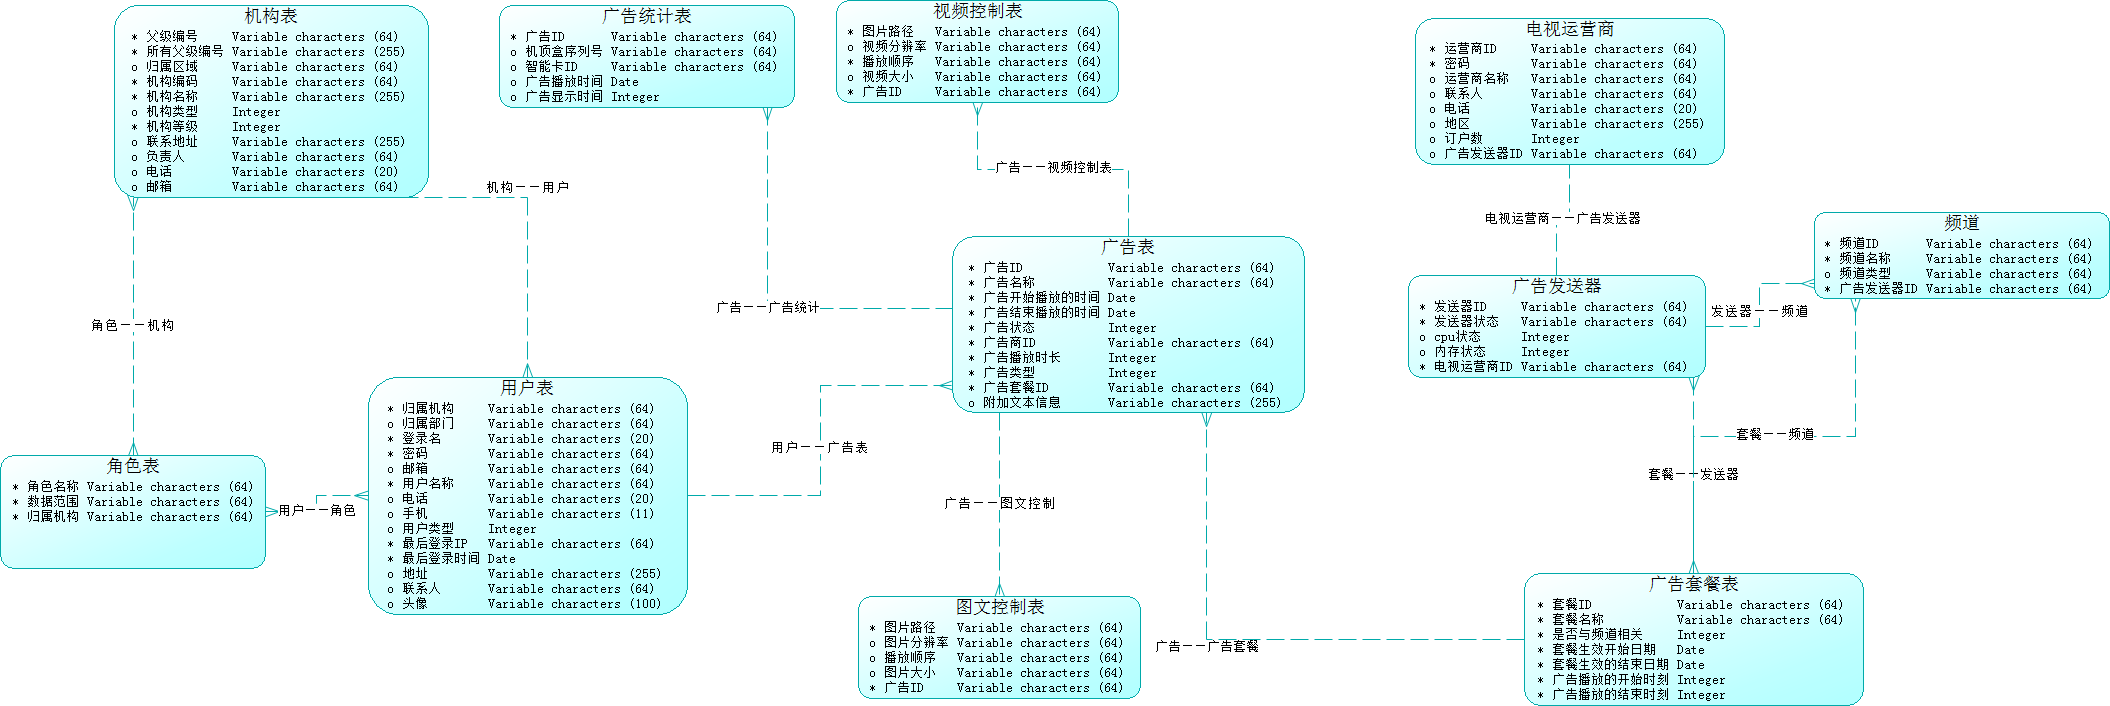 机构表
* 父级编号 Variable characters (64)
* 所有父级编号 Variable characters (255)
o 归属区域 Variable characters (64)
* 机构编码 Variable characters (64)
* 机构名称 Variable characters (255)
o 机构类型 Integer
* 机构等级 Integer
o 联系地址 Variable characters (255)
o 负责人 Variable characters (64)
o 电话 Variable characters (20)
o 邮箱 Variable characters (64)
广告统计表
* 广告ID Variable characters (64)
o 机顶盒序列号 Variable characters (64)
o 智能卡ID Variable characters (64)
o 广告播放时间 Date
o 广告显示时间 Integer
视频控制表
* 图片路径 Variable characters (64)
o 视频分辨率 Variable characters (64)
* 播放顺序 Variable characters (64)
o 视频大小 Variable characters (64)
* 广告ID Variable characters (64)
电视运营商
* 运营商ID Variable characters (64)
* 密码 Variable characters (64)
o 运营商名称 Variable characters (64)
o 联系人 Variable characters (64)
o 电话 Variable characters (20)
o 地区 Variable characters (255)
o 订户数 Integer
o 广告发送器ID Variable characters (64)
机构——用户
广告——视频控制表
电视运营商——广告发送器
频道
* 频道ID Variable characters (64)
* 频道名称 Variable characters (64)
o 频道类型 Variable characters (64)
* 广告发送器ID Variable characters (64)
广告表
* 广告ID Variable characters (64)
* 广告名称 Variable characters (64)
* 广告开始播放的时间 Date
* 广告结束播放的时间 Date
* 广告状态 Integer
* 广告商ID Variable characters (64)
* 广告播放时长 Integer
* 广告类型 Integer
* 广告套餐ID Variable characters (64)
o 附加文本信息 Variable characters (255)
广告发送器
* 发送器ID Variable characters (64)
* 发送器状态 Variable characters (64)
o cpu状态 Integer
o 内存状态 Integer
* 电视运营商ID Variable characters (64)
广告——广告统计
发送器——频道
角色——机构
用户表
* 归属机构 Variable characters (64)
o 归属部门 Variable characters (64)
* 登录名 Variable characters (20)
* 密码 Variable characters (64)
o 邮箱 Variable characters (64)
* 用户名称 Variable characters (64)
o 电话 Variable characters (20)
o 手机 Variable characters (11)
o 用户类型 Integer
* 最后登录IP Variable characters (64)
* 最后登录时间 Date
o 地址 Variable characters (255)
o 联系人 Variable characters (64)
o 头像 Variable characters (100)
用户——广告表
套餐——频道
角色表
* 角色名称 Variable characters (64)
* 数据范围 Variable characters (64)
* 归属机构 Variable characters (64)
用户——角色
广告——图文控制
套餐——发送器
图文控制表
* 图片路径 Variable characters (64)
o 图片分辨率 Variable characters (64)
o 播放顺序 Variable characters (64)
o 图片大小 Variable characters (64)
* 广告ID Variable characters (64)
广告——广告套餐
广告套餐表
* 套餐ID Variable characters (64)
* 套餐名称 Variable characters (64)
* 是否与频道相关 Integer
* 套餐生效开始日期 Date
* 套餐生效的结束日期 Date
* 广告播放的开始时刻 Integer
* 广告播放的结束时刻 Integer